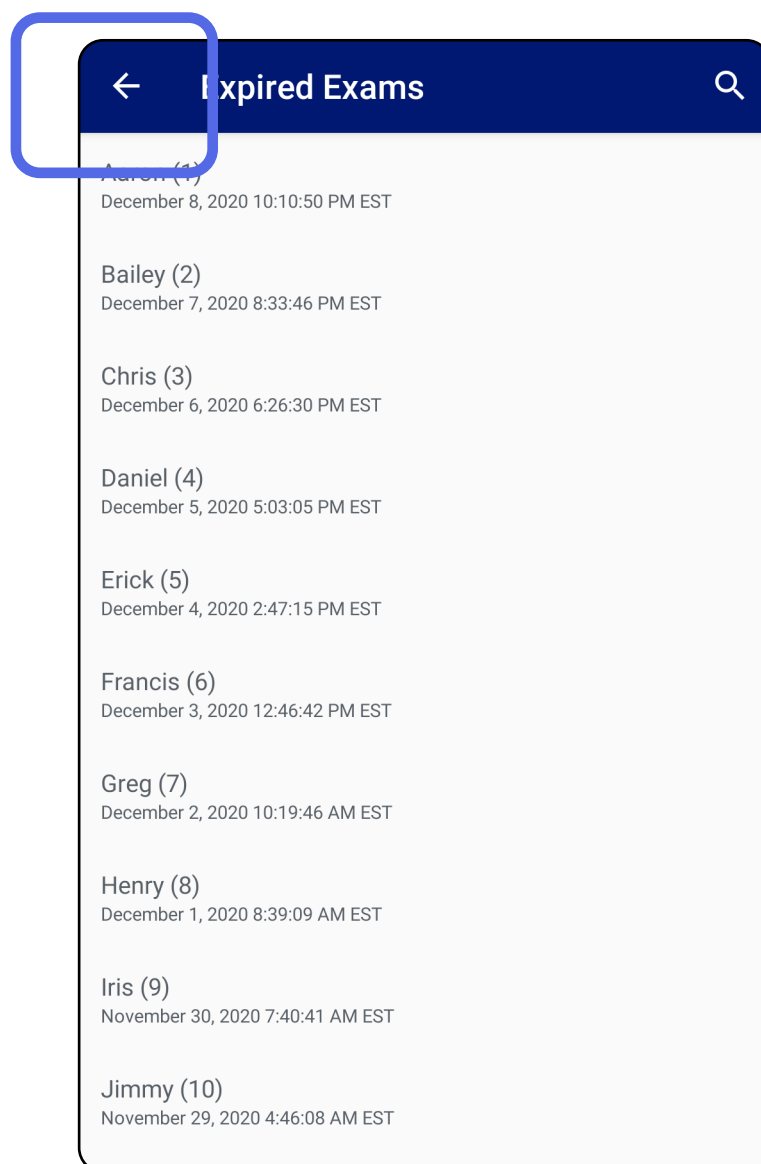 Expired Exams
Aaron (1)
December 8, 2020 10:10:50 PM EST
Bailey (2)
December 7, 2020 8:33:46 PM EST
Chris (3)
December 6, 2020 6:26:30 PM EST
Daniel (4)
December 5, 2020 5:03:05 PM EST
Erick (5)
December 4, 2020 2:47:15 PM EST
Francis (6)
December 3, 2020 12:46:42 PM EST
Greg (7)
December 2, 2020 10:19:46 AM EST
Henry (8)
December 1, 2020 8:39:09 AM EST
Iris (9)
November 30, 2020 7:40:41 AM EST
Jimmy (10)
November 29, 2020 4:46:08 AM EST